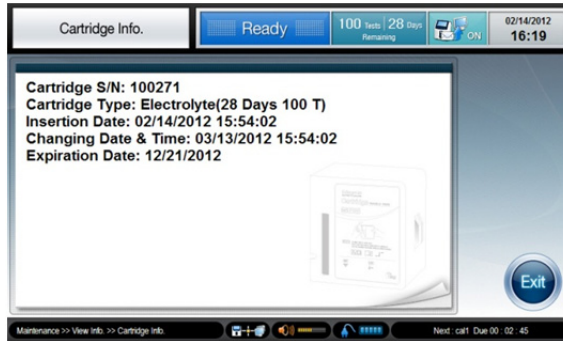 Cartridge Info.
Ready
100 Tests 28 Days
Remaining
ON
02/14/2012
16:19
Cartridge S/N: 100271
Cartridge Type: Electrolyte(28 Days 100 T)
Insertion Date: 02/14/2012 15:54:02
Changing Date & Time: 03/13/2012 15:54:02
Expiration Date: 12/21/2012
Exit
Maintenance >> View Info. >> Cartridge Info.
Next : cal1 Due 00 : 02 : 45